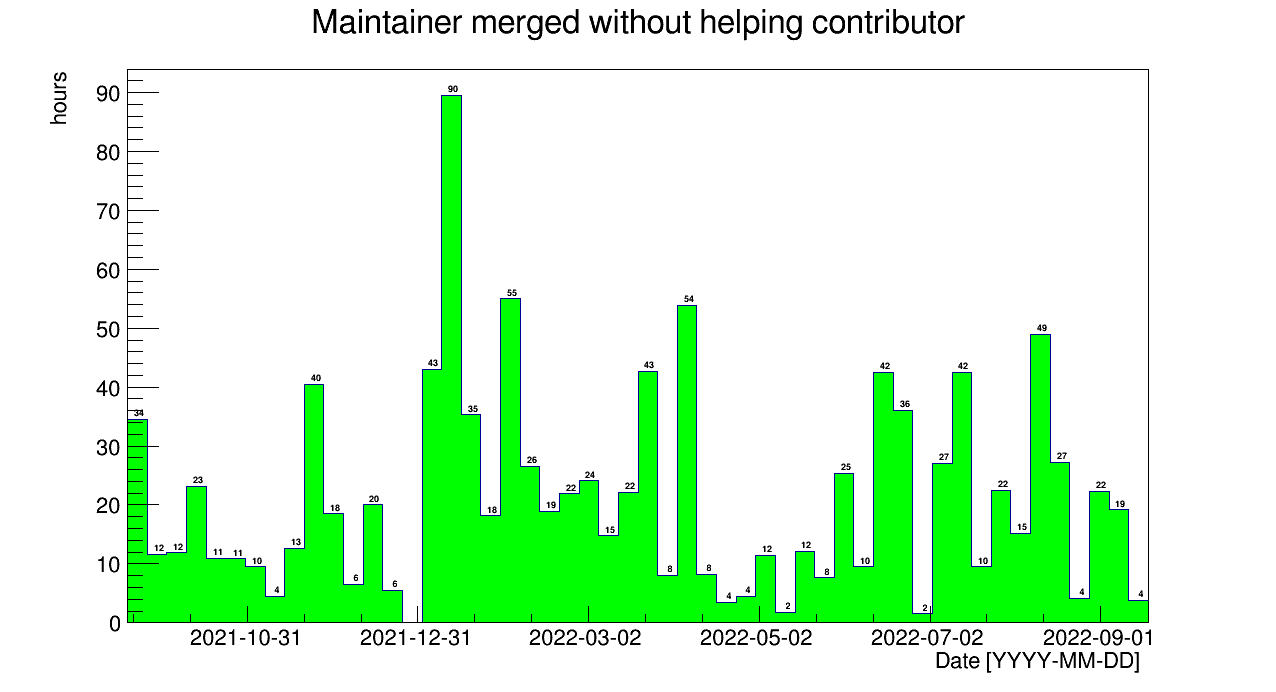 Maintainer merged without helping contributor
hours
90
80
70
60
50
40
30
20
10
0
34 12 12 23 11 11 10 4 13 40 18 6 20 6 43 90 35 18 55 26 19 22 24 15 22 43 8 54 8 4 4 12 2 12 8 25 10 42 36 2 27 42 10 22 15 49 27 4 22 19 4
2021-10-31 2021-12-31 2022-03-02 2022-05-02 2022-07-02 2022-09-01
Date [YYYY-MM-DD]